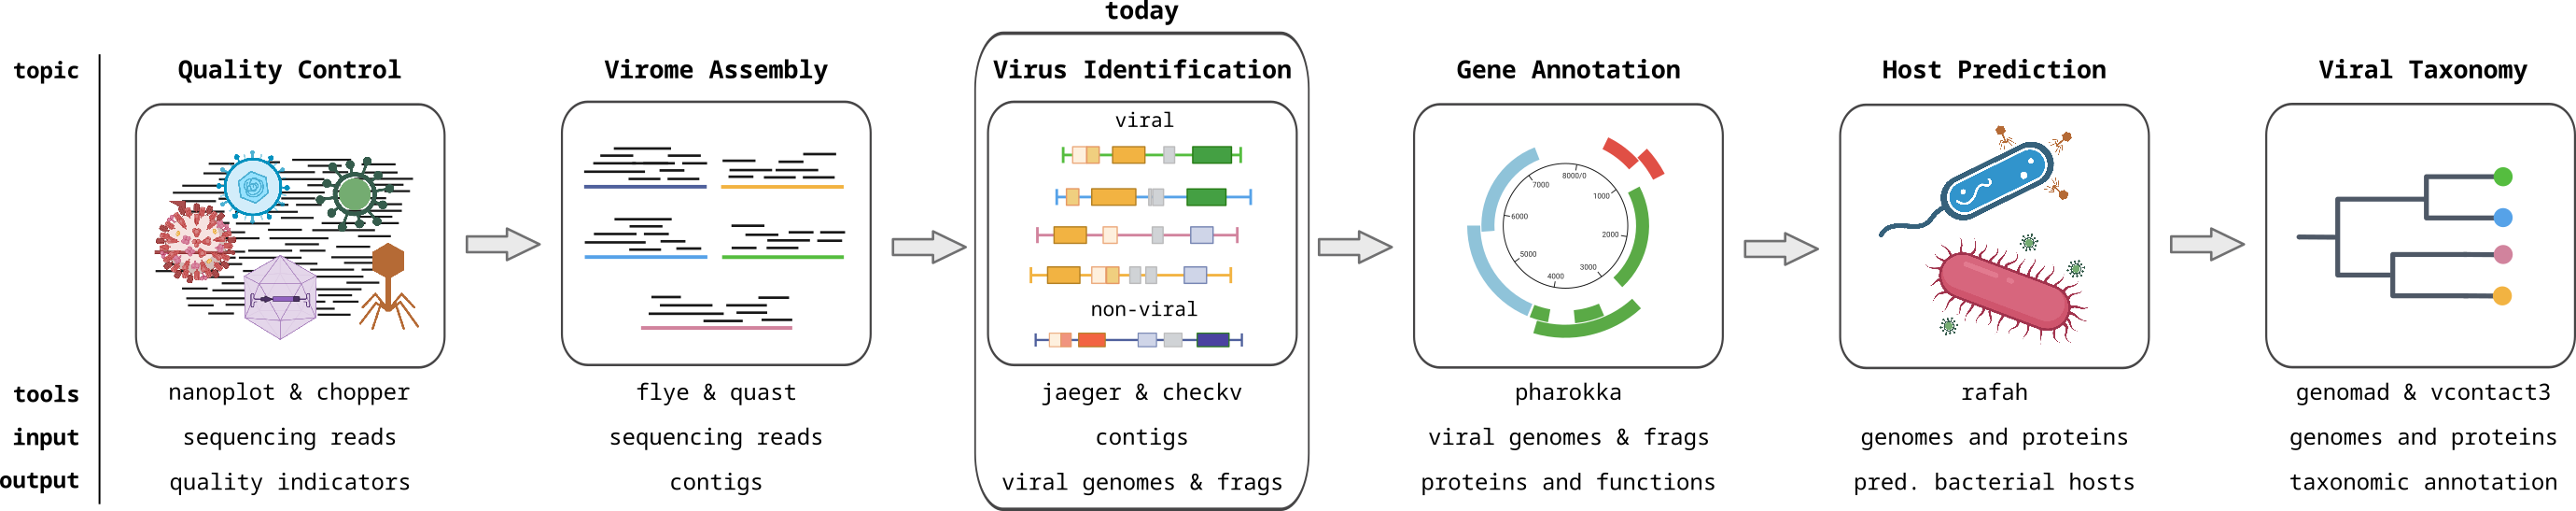 today
topic Quality Control Virome Assembly Virus Identification Gene Annotation Host Prediction Viral Taxonomy
viral
non-viral
8000/0
1000
2000
3000
4000
5000
6000
7000
tools nanoplot & chopper flye & quast jaeger & checkv pharokka rafah genomad & vcontact3
input sequencing reads sequencing reads contigs viral genomes & frags genomes and proteins genomes and proteins
output quality indicators contigs viral genomes & frags proteins and functions pred. bacterial hosts taxonomic annotation